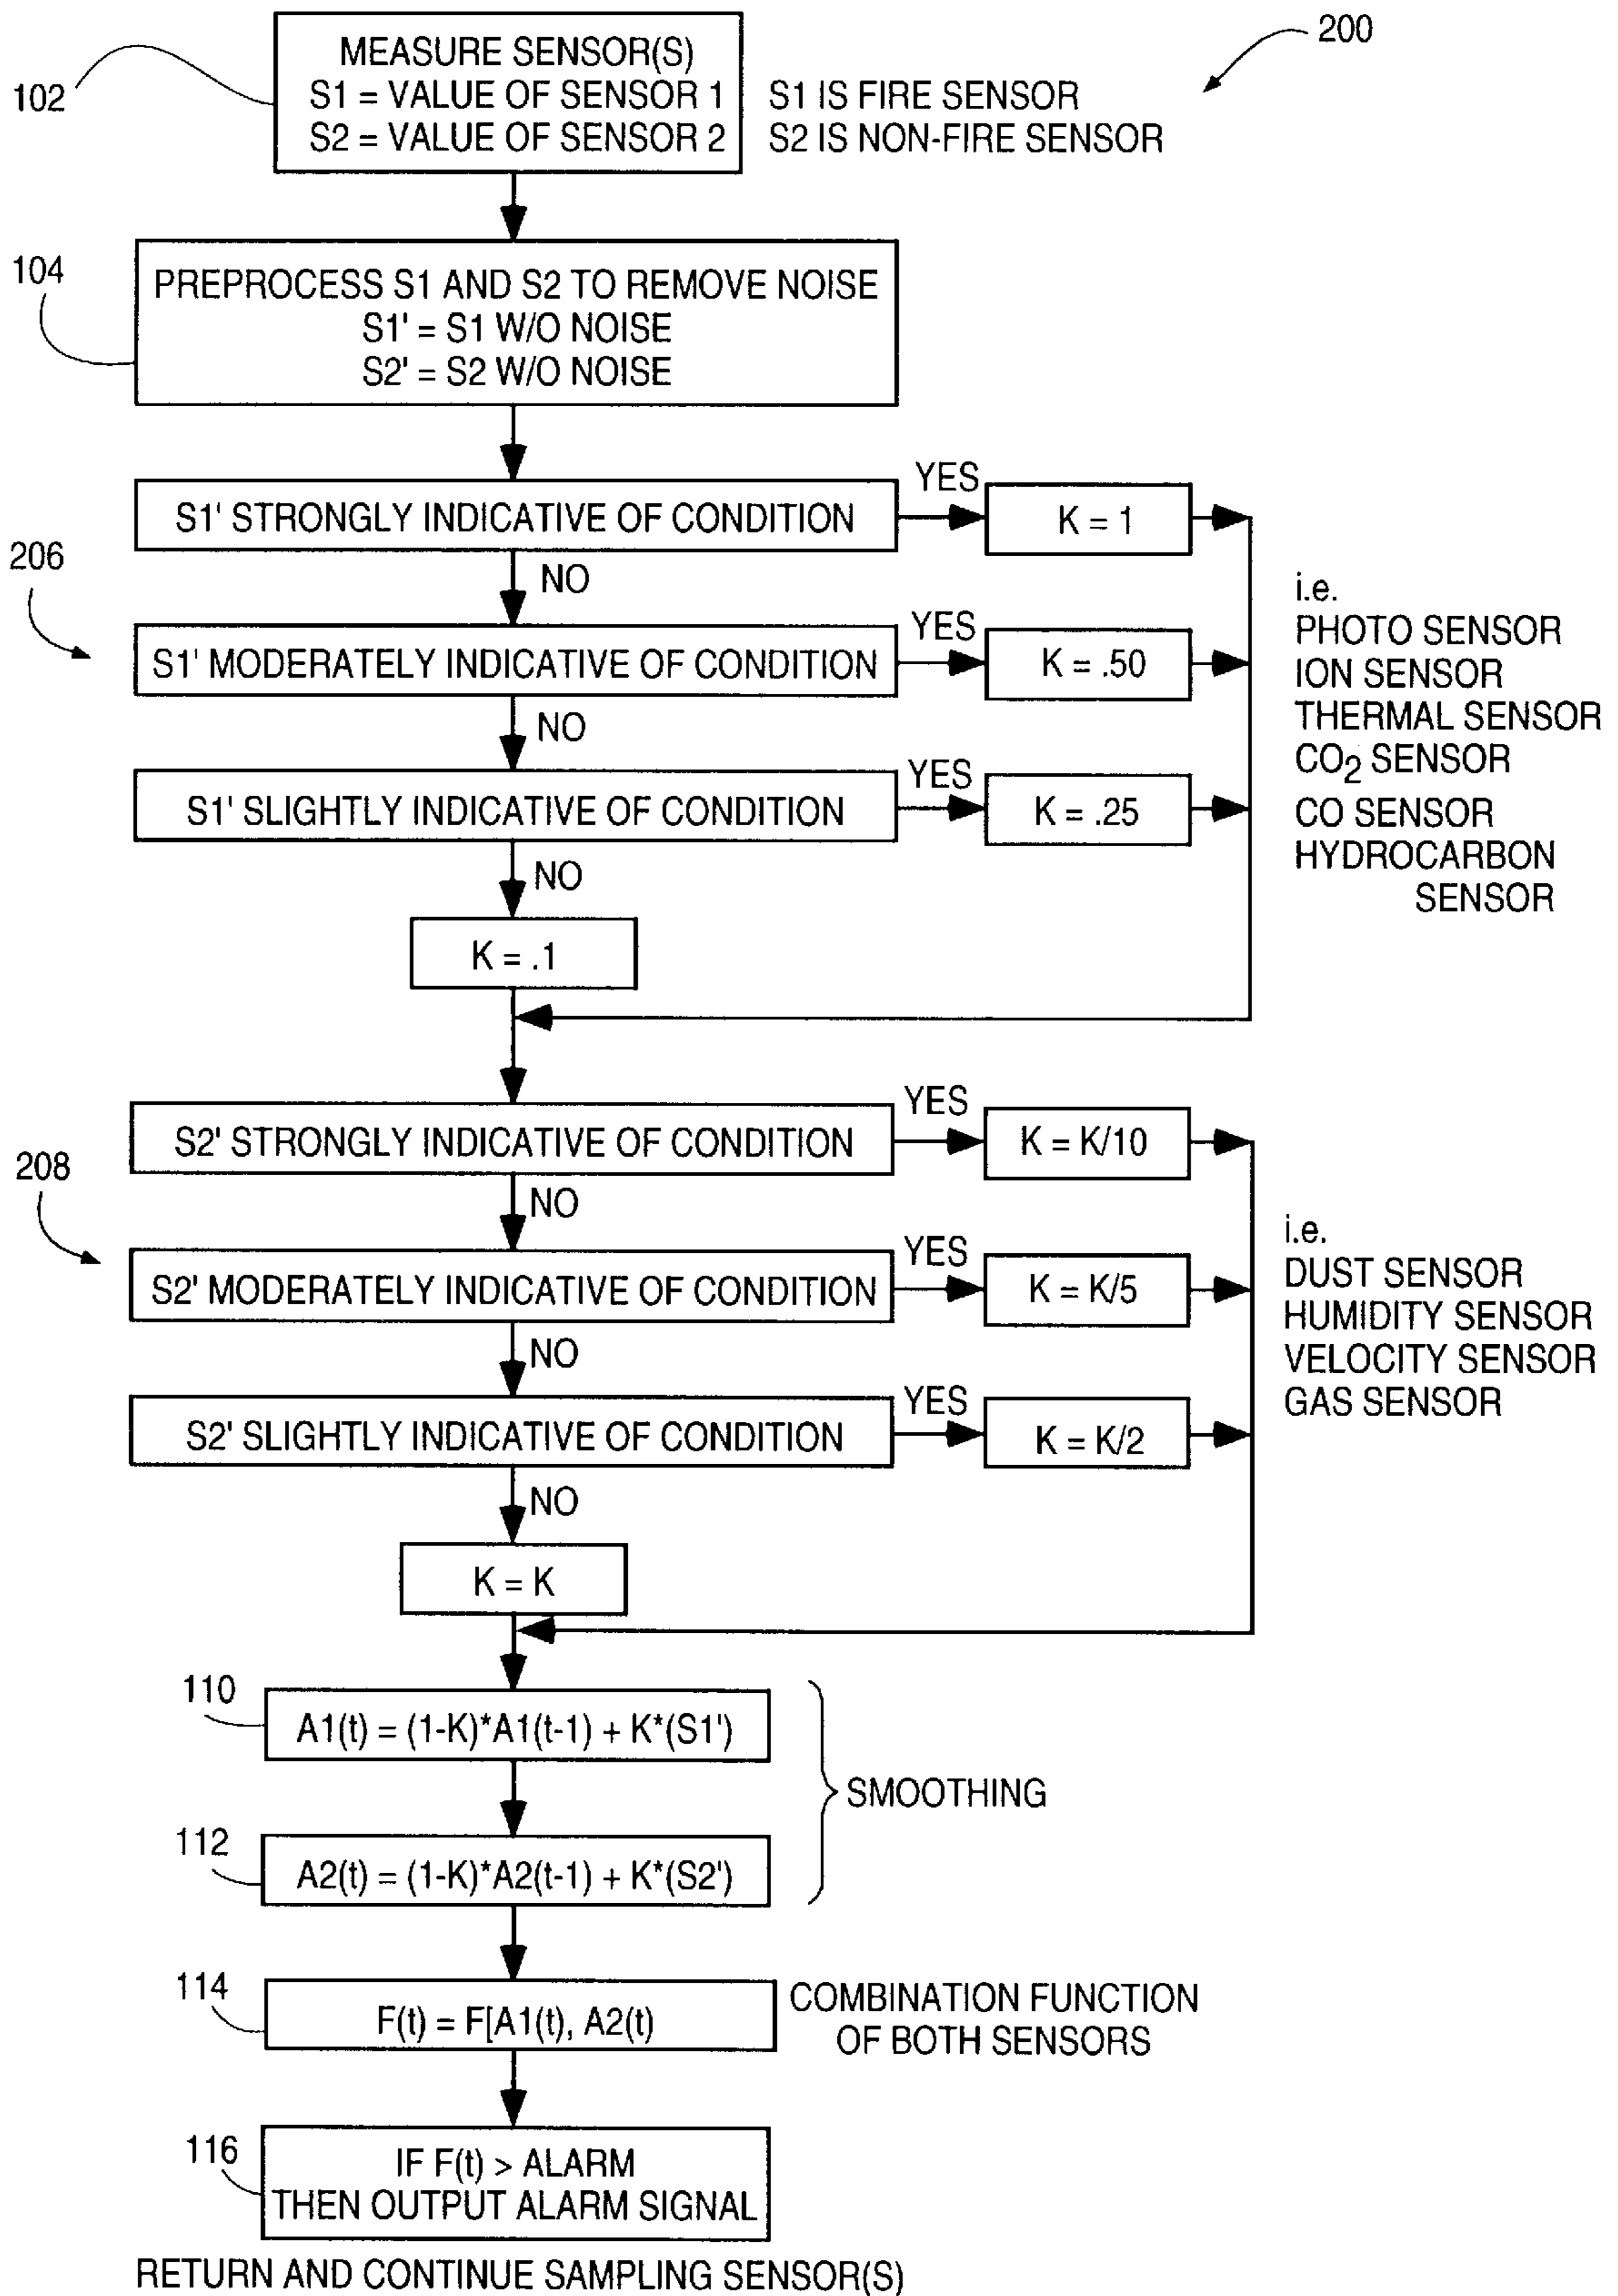 200
MEASURE SENSOR(S)
S1 = VALUE OF SENSOR 1
S2 = VALUE OF SENSOR 2
102
S1 IS FIRE SENSOR
S2 IS NON-FIRE SENSOR
104
PREPROCESS S1 AND S2 TO REMOVE NOISE
S1' = S1 W/O NOISE
S2' = S2 W/O NOISE
S1' STRONGLY INDICATIVE OF CONDITION
YES
K = 1
NO
206
S1' MODERATELY INDICATIVE OF CONDITION
YES
K = .50
NO
S1' SLIGHTLY INDICATIVE OF CONDITION
YES
K = .25
NO
K = .1
i.e.
PHOTO SENSOR
ION SENSOR
THERMAL SENSOR
CO2 SENSOR
CO SENSOR
HYDROCARBON
SENSOR
S2' STRONGLY INDICATIVE OF CONDITION
YES
K = K/10
NO
208
S2' MODERATELY INDICATIVE OF CONDITION
YES
K = K/5
NO
S2' SLIGHTLY INDICATIVE OF CONDITION
YES
K = K/2
NO
K = K
i.e.
DUST SENSOR
HUMIDITY SENSOR
VELOCITY SENSOR
GAS SENSOR
110
A1(t) = (1-K)*A1(t-1) + K*(S1')
SMOOTHING
112
A2(t) = (1-K)*A2(t-1) + K*(S2')
114
F(t) = F[A1(t), A2(t)
COMBINATION FUNCTION
OF BOTH SENSORS
116
IF F(t) > ALARM
THEN OUTPUT ALARM SIGNAL
RETURN AND CONTINUE SAMPLING SENSOR(S)